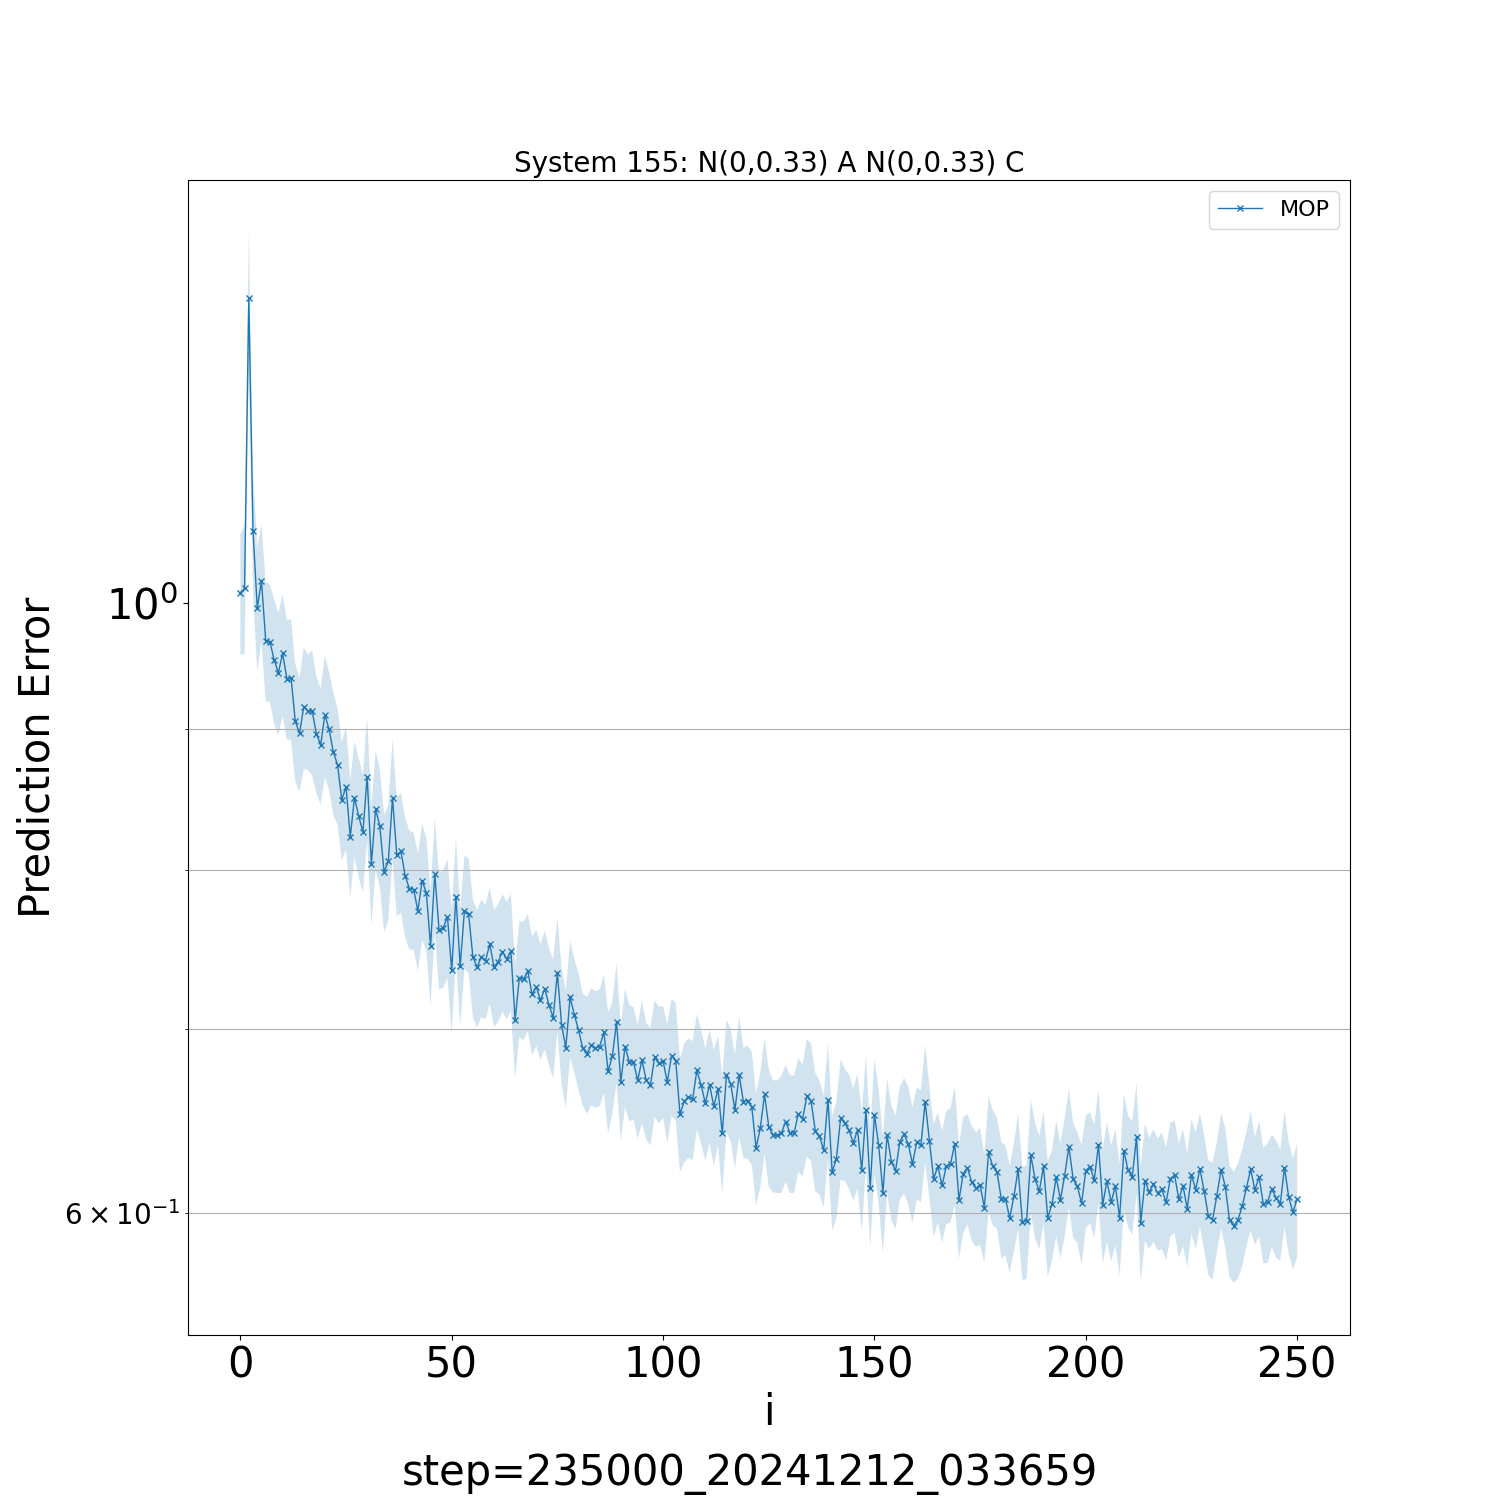 System 155: N(0,0.33) A N(0,0.33) C
MOP
Prediction Error
10⁰
6 × 10⁻¹
0 50 100 150 200 250
i
step=235000_20241212_033659